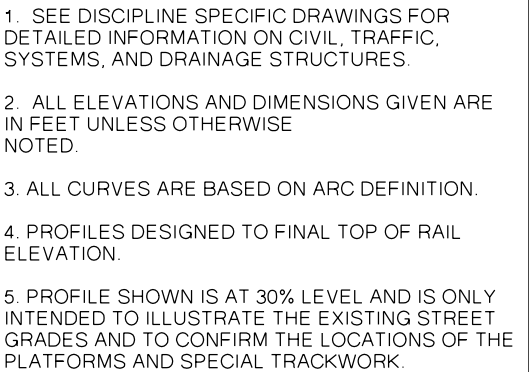 1. SEE DISCIPLINE SPECIFIC DRAWINGS FOR
DETAILED INFORMATION ON CIVIL, TRAFFIC,
SYSTEMS, AND DRAINAGE STRUCTURES.
2. ALL ELEVATIONS AND DIMENSIONS GIVEN ARE
IN FEET UNLESS OTHERWISE
NOTED.
3. ALL CURVES ARE BASED ON ARC DEFINITION.
4. PROFILES DESIGNED TO FINAL TOP OF RAIL
ELEVATION.
5. PROFILE SHOWN IS AT 30% LEVEL AND IS ONLY
INTENDED TO ILLUSTRATE THE EXISTING STREET
GRADES AND TO CONFIRM THE LOCATIONS OF THE
PLATFORMS AND SPECIAL TRACKWORK.